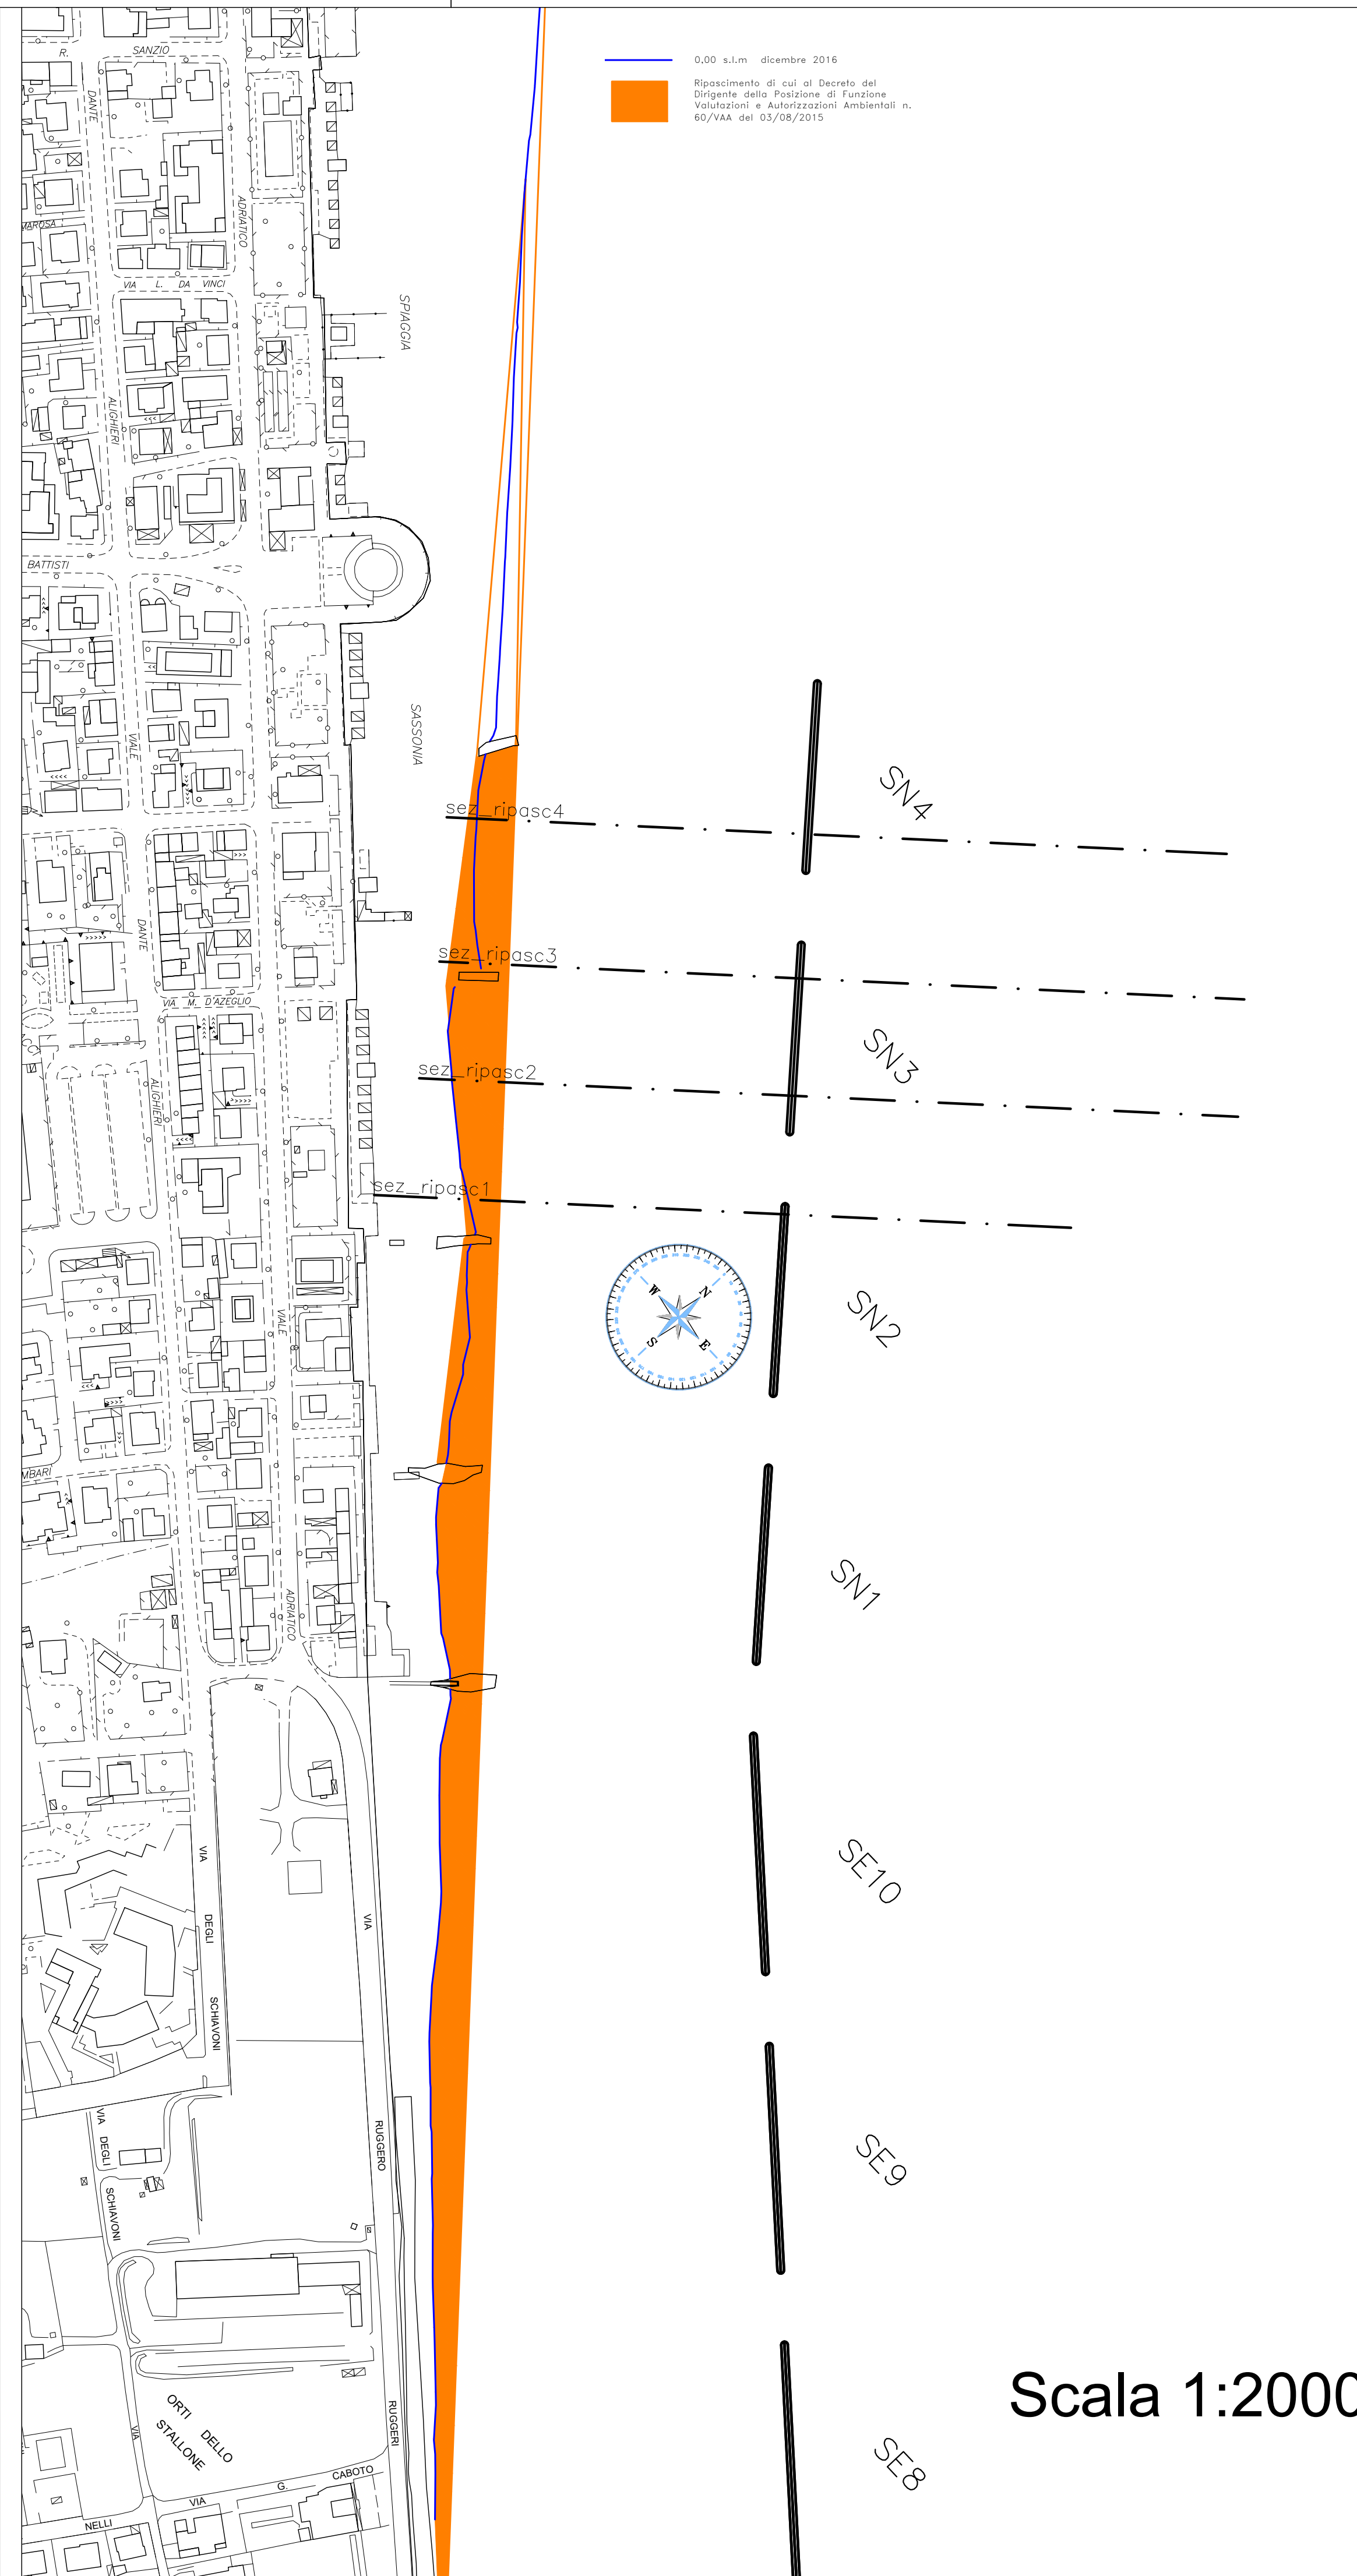 0,00 s.l.m dicembre 2016
Ripascimento di cui al Decreto del
Dirigente della Posizione di Funzione
Valutazioni e Autorizzazioni Ambientali n.
60/VAA del 03/08/2015
R. SANZIO
DANTE
ADRIATICO
MAROSA
VIA L. DA VINCI
SPIAGGIA
ALIGHIERI
BATTISTI
SASSONIA
VIALE
SN4
sez_ripasc4
DANTE
sez_ripasc3
VIA M. D'AZEGLIO
SN3
sez_ripasc2
ALIGHIERI
sez_ripasc1
N
W
S
E
SN2
VIALE
MBARI
SN1
ADRIATICO
SE10
VIA
DEGLI
SCHIAVONI
VIA
RUGGERO
SE9
VIA DEGLI
SCHIAVONI
Scala 1:2000
ORTI DELLO
STALLONE
RUGGERI
VIA
SE8
VIA G. CABOTO
NELLI